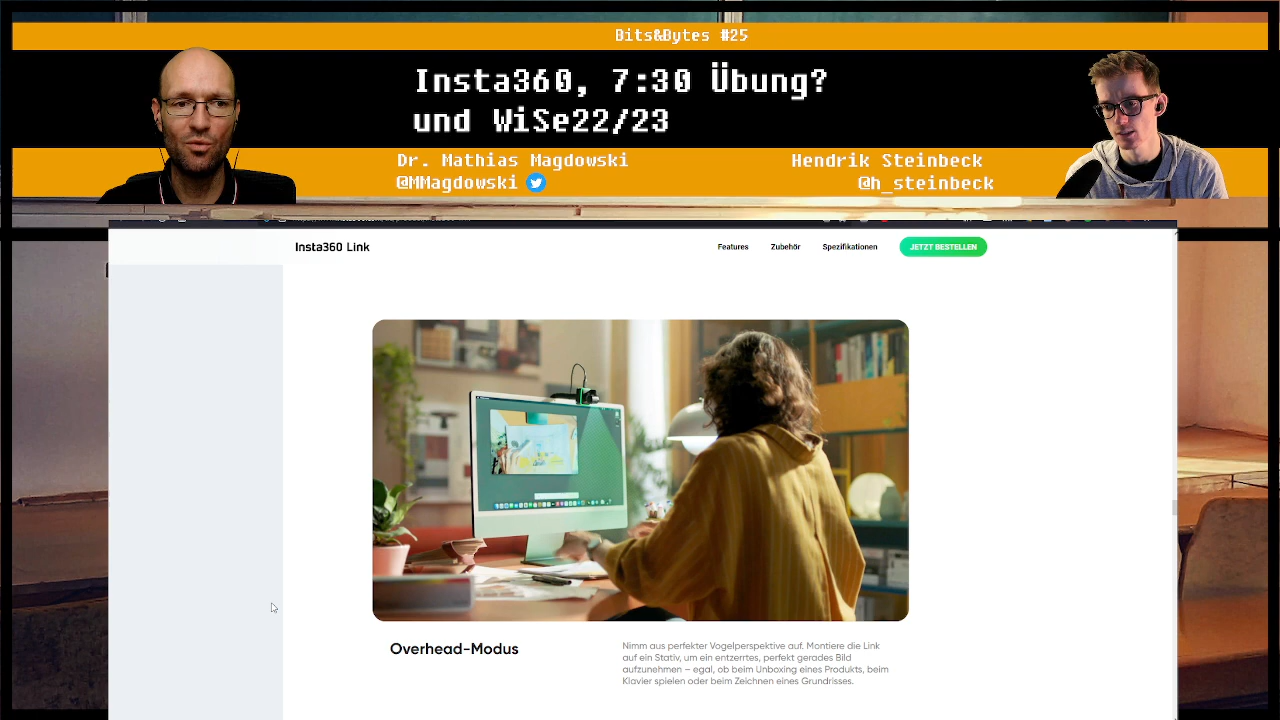 Bits&Bytes #25
Insta360, 7:30 Übung?
und WiSe22/23
Dr. Mathias Magdowski
@MMagdowski
Hendrik Steinbeck
@h_steinbeck
Insta360 Link
Features
Zubehör
Spezifikationen
JETZT BESTELLEN
Overhead-Modus
Nimm aus perfekter Vogelperspektive auf. Montiere die Link
auf ein Stativ, um ein entzerrtes, perfekt gerades Bild
aufzunehmen – egal, ob beim Unboxing eines Produkts, beim
Klavier spielen oder beim Zeichnen eines Grundrisses.